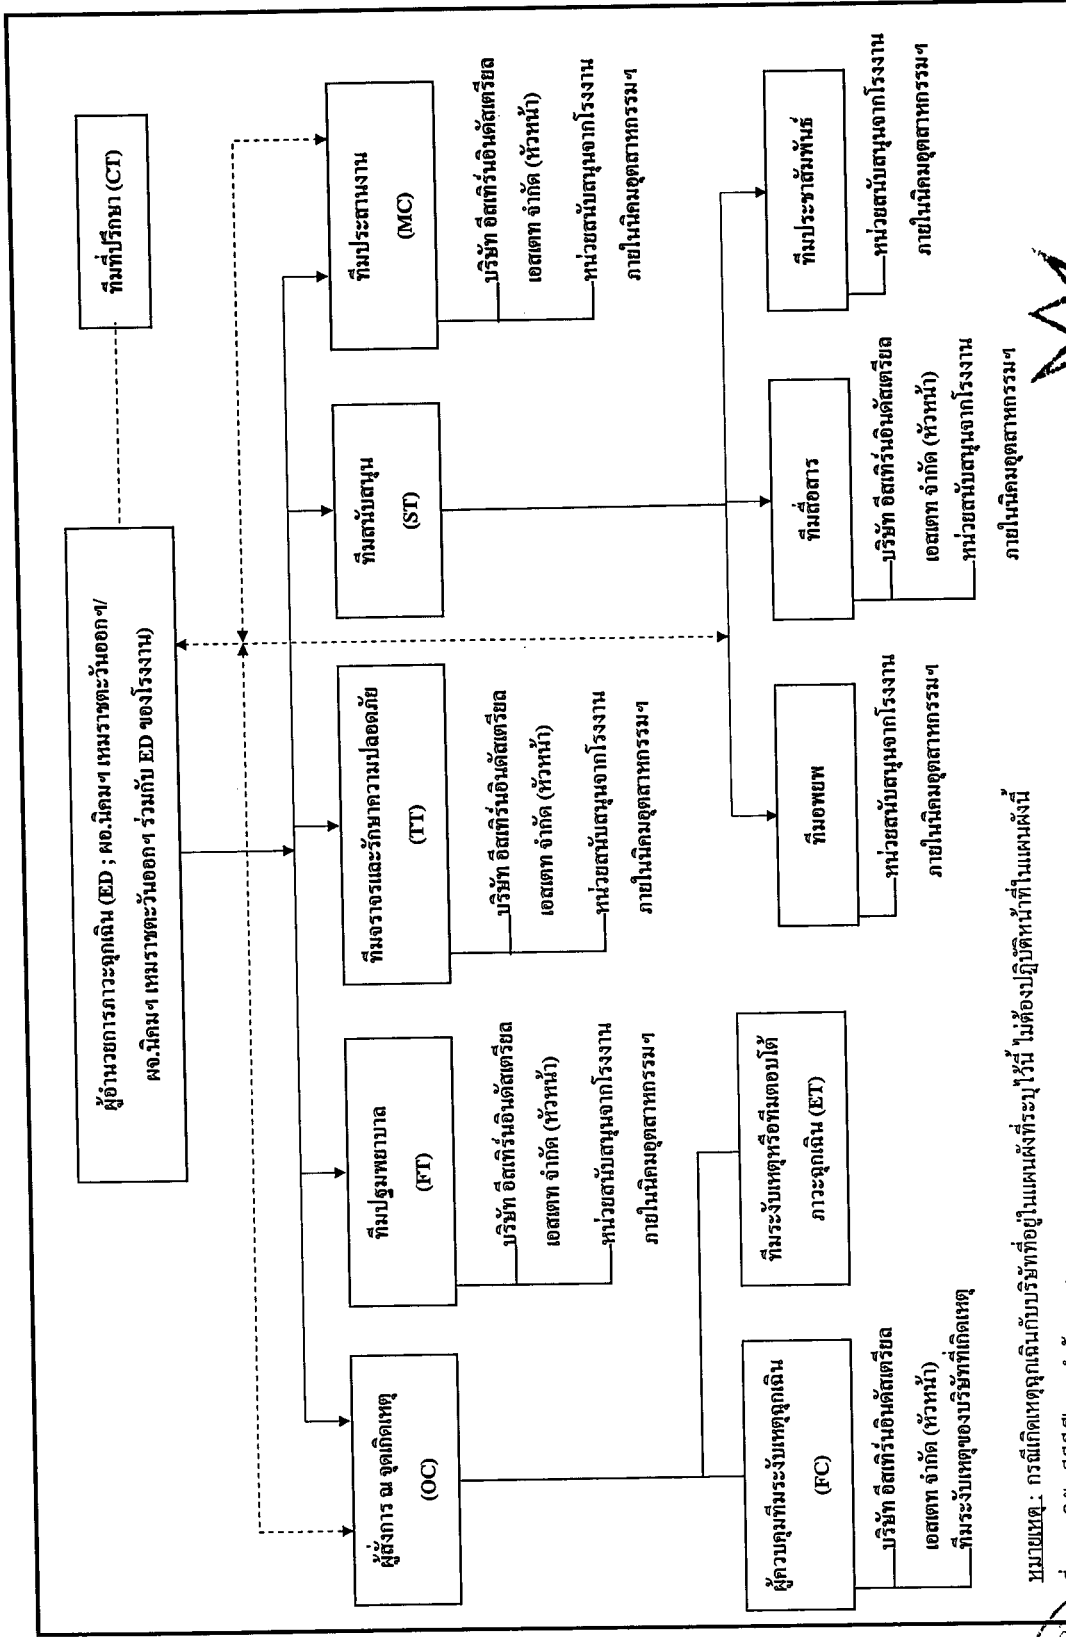 ผู้อำนวยการภาวะฉุกเฉิน (ED ; ผอ.นิคมฯ เหมราชตะวันออกฯ/
ผจ.นิคมฯ เหมราชตะวันออกฯ ร่วมกับ ED ของโรงงาน)
ทีมที่ปรึกษา (CT)
ผู้สั่งการ ณ จุดเกิดเหตุ
(OC)
ทีมปฐมพยาบาล
(FT)
บริษัท อีสเทิร์นอินดัสเตรียล
เอสเตท จำกัด (หัวหน้า)
หน่วยสนับสนุนจากโรงงาน
ภายในนิคมอุตสาหกรรมฯ
ทีมจราจรและรักษาความปลอดภัย
(TT)
บริษัท อีสเทิร์นอินดัสเตรียล
เอสเตท จำกัด (หัวหน้า)
หน่วยสนับสนุนจากโรงงาน
ภายในนิคมอุตสาหกรรมฯ
ทีมสนับสนุน
(ST)
ทีมประสานงาน
(MC)
บริษัท อีสเทิร์นอินดัสเตรียล
เอสเตท จำกัด (หัวหน้า)
หน่วยสนับสนุนจากโรงงาน
ภายในนิคมอุตสาหกรรมฯ
ผู้ควบคุมทีมระงับเหตุฉุกเฉิน
(FC)
บริษัท อีสเทิร์นอินดัสเตรียล
เอสเตท จำกัด (หัวหน้า)
ทีมระงับเหตุของบริษัทที่เกิดเหตุ
ทีมระงับเหตุหรือทีมตอบโต้
ภาวะฉุกเฉิน (ET)
ทีมอพยพ
หน่วยสนับสนุนจากโรงงาน
ภายในนิคมอุตสาหกรรมฯ
ทีมสื่อสาร
บริษัท อีสเทิร์นอินดัสเตรียล
เอสเตท จำกัด (หัวหน้า)
หน่วยสนับสนุนจากโรงงาน
ภายในนิคมอุตสาหกรรมฯ
ทีมประชาสัมพันธ์
หน่วยสนับสนุนจากโรงงาน
ภายในนิคมอุตสาหกรรมฯ
หมายเหตุ : กรณีเกิดเหตุฉุกเฉินกับบริษัทที่อยู่ในแผนผังที่ระบุไว้นี้ ไม่ต้องปฏิบัติหน้าที่ในแผนผังนี้